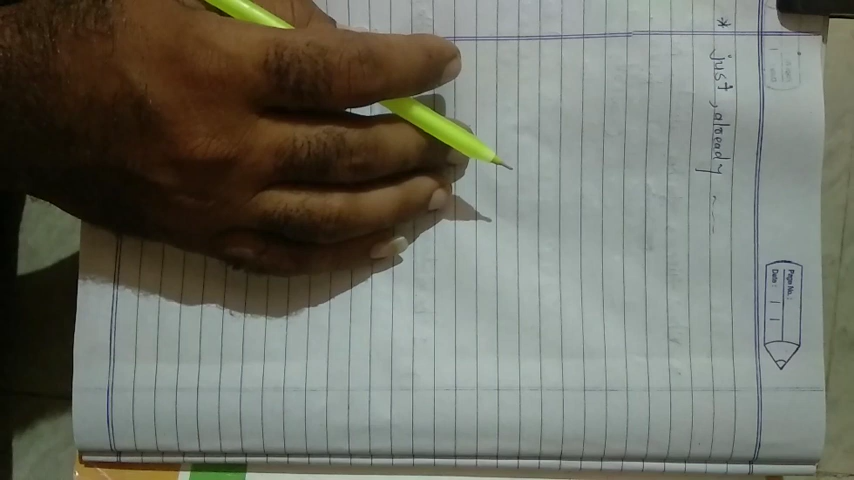 Page No.:
Date:
* just, already ----